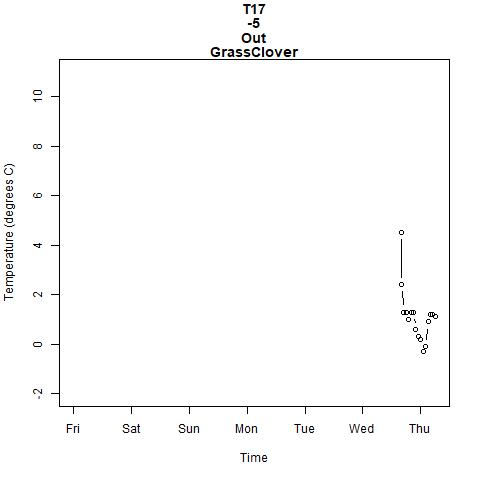 T17
-5
Out
GrassClover
Temperature (degrees C)
10
8
6
4
2
0
-2
Fri Sat Sun Mon Tue Wed Thu
Time